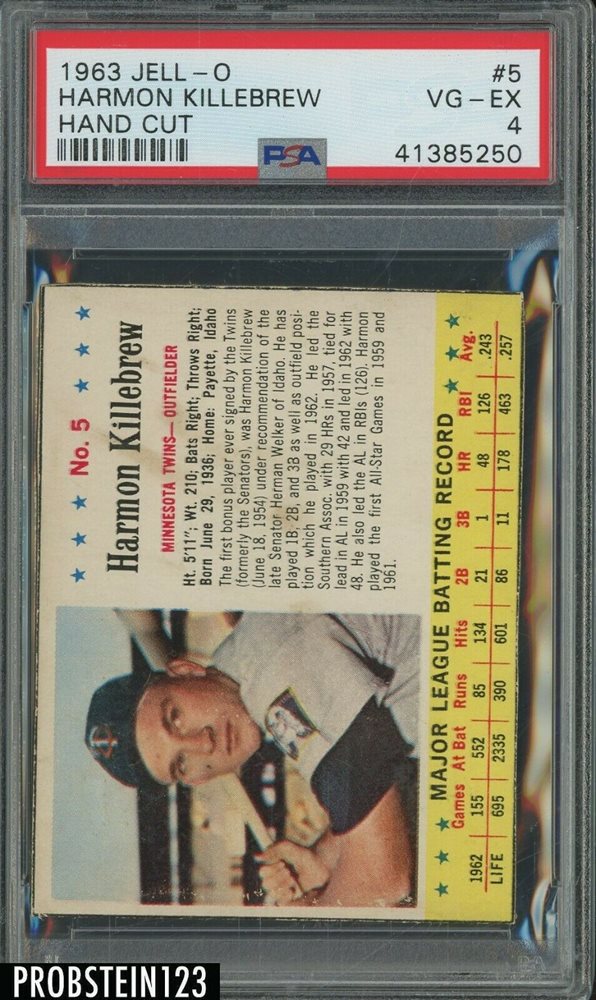 1963 JELL-O #5
HARMON KILLEBREW VG-EX
HAND CUT 4
PSA 41385250
No. 5
Harmon Killebrew
MINNESOTA TWINS—OUTFIELDER
Ht. 5'11"; Wt. 210; Bats Right; Throws Right;
Born June 29, 1936; Home: Payette, Idaho
The first bonus player ever signed by the Twins
(formerly the Senators), was Harmon Killebrew
(June 18, 1954) under recommendation of the
late Senator Herman Welker of Idaho. He has
played 1B, 2B, and 3B as well as outfield posi-
tion which he played in 1962. He led the
Southern Assoc. with 29 HRs in 1957, tied for
lead in AL in 1959 with 42 and led in 1962 with
48. He also led the AL in RBIs (126). Harmon
played the first All-Star Games in 1959 and
1961.
MAJOR LEAGUE BATTING RECORD
Games At Bat Runs Hits 2B 3B HR RBI Avg.
1962 155 552 85 134 21 1 48 126 .243
LIFE 695 2335 390 601 86 11 178 463 .257
TC
PROBSTEIN123